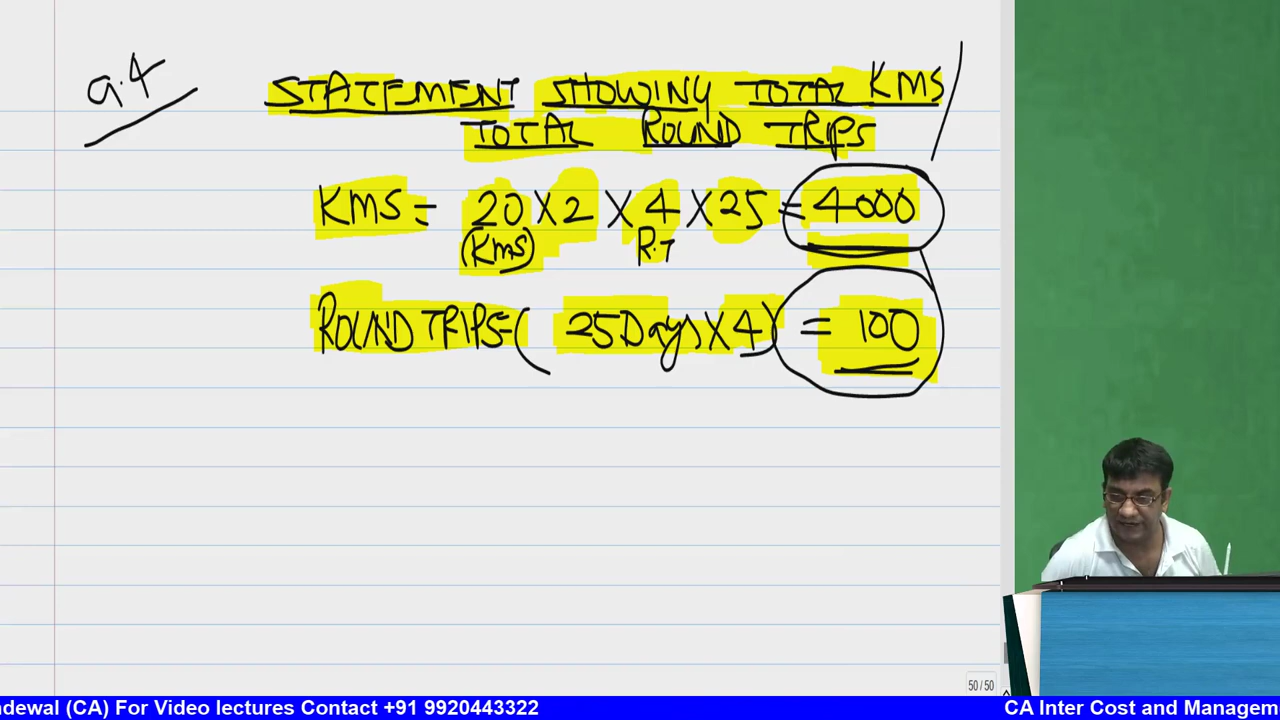 Q.4
STATEMENT SHOWING TOTAL KMS/
TOTAL ROUND TRIPS
KMS = 20 X 2 X 4 X 25 = 4000
(Kms) R.T
ROUND TRIPS = (25 Days X 4) = 100
50 / 50
ndewal (CA) For Video lectures Contact +91 9920443322
CA Inter Cost and Managem